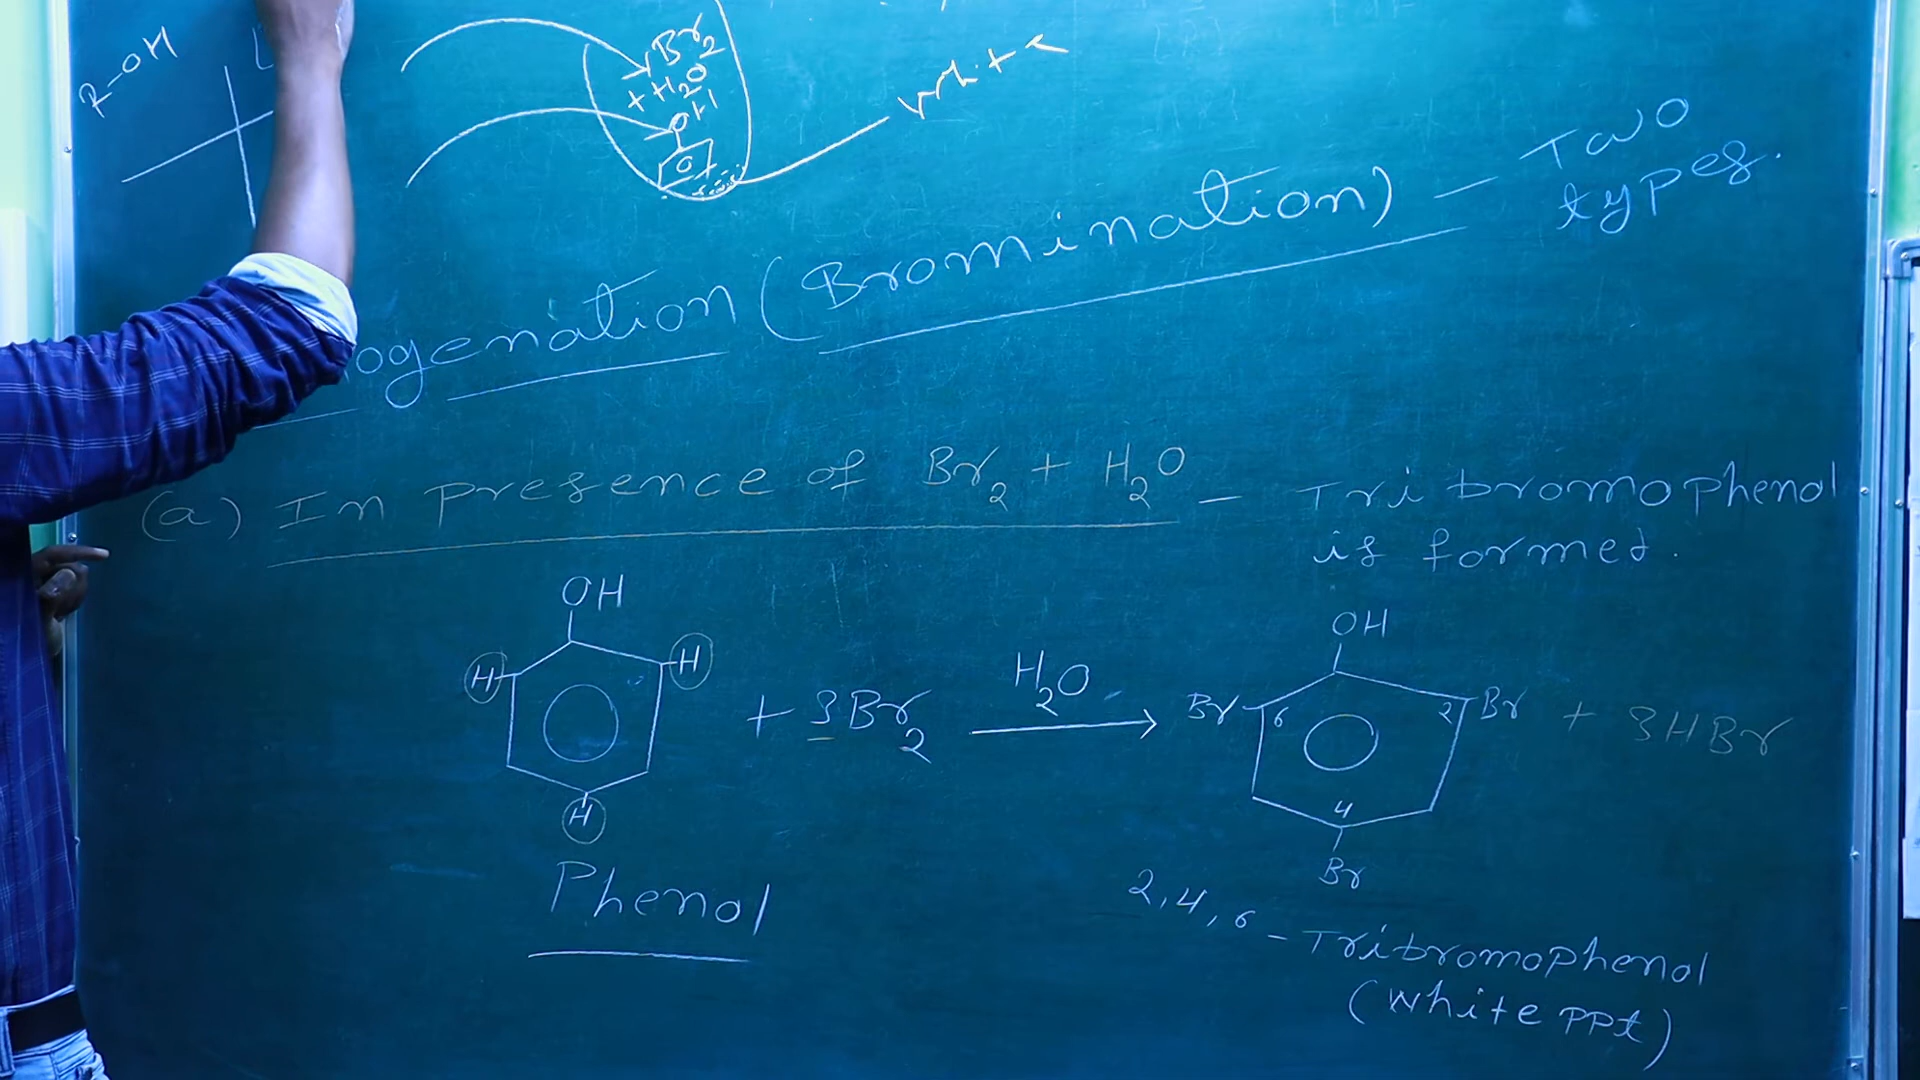 R-OH
Br2
+H2O
OH
white
ogenation (Bromination) - Two
types.
(a) In presence of Br2 + H2O - Tribromophenol
is formed.
OH
H H
H
+ 3Br2
H2O
OH
Br 6 2 Br + 3HBr
4
Br
Phenol
2,4,6-Tribromophenol
(white PPt)